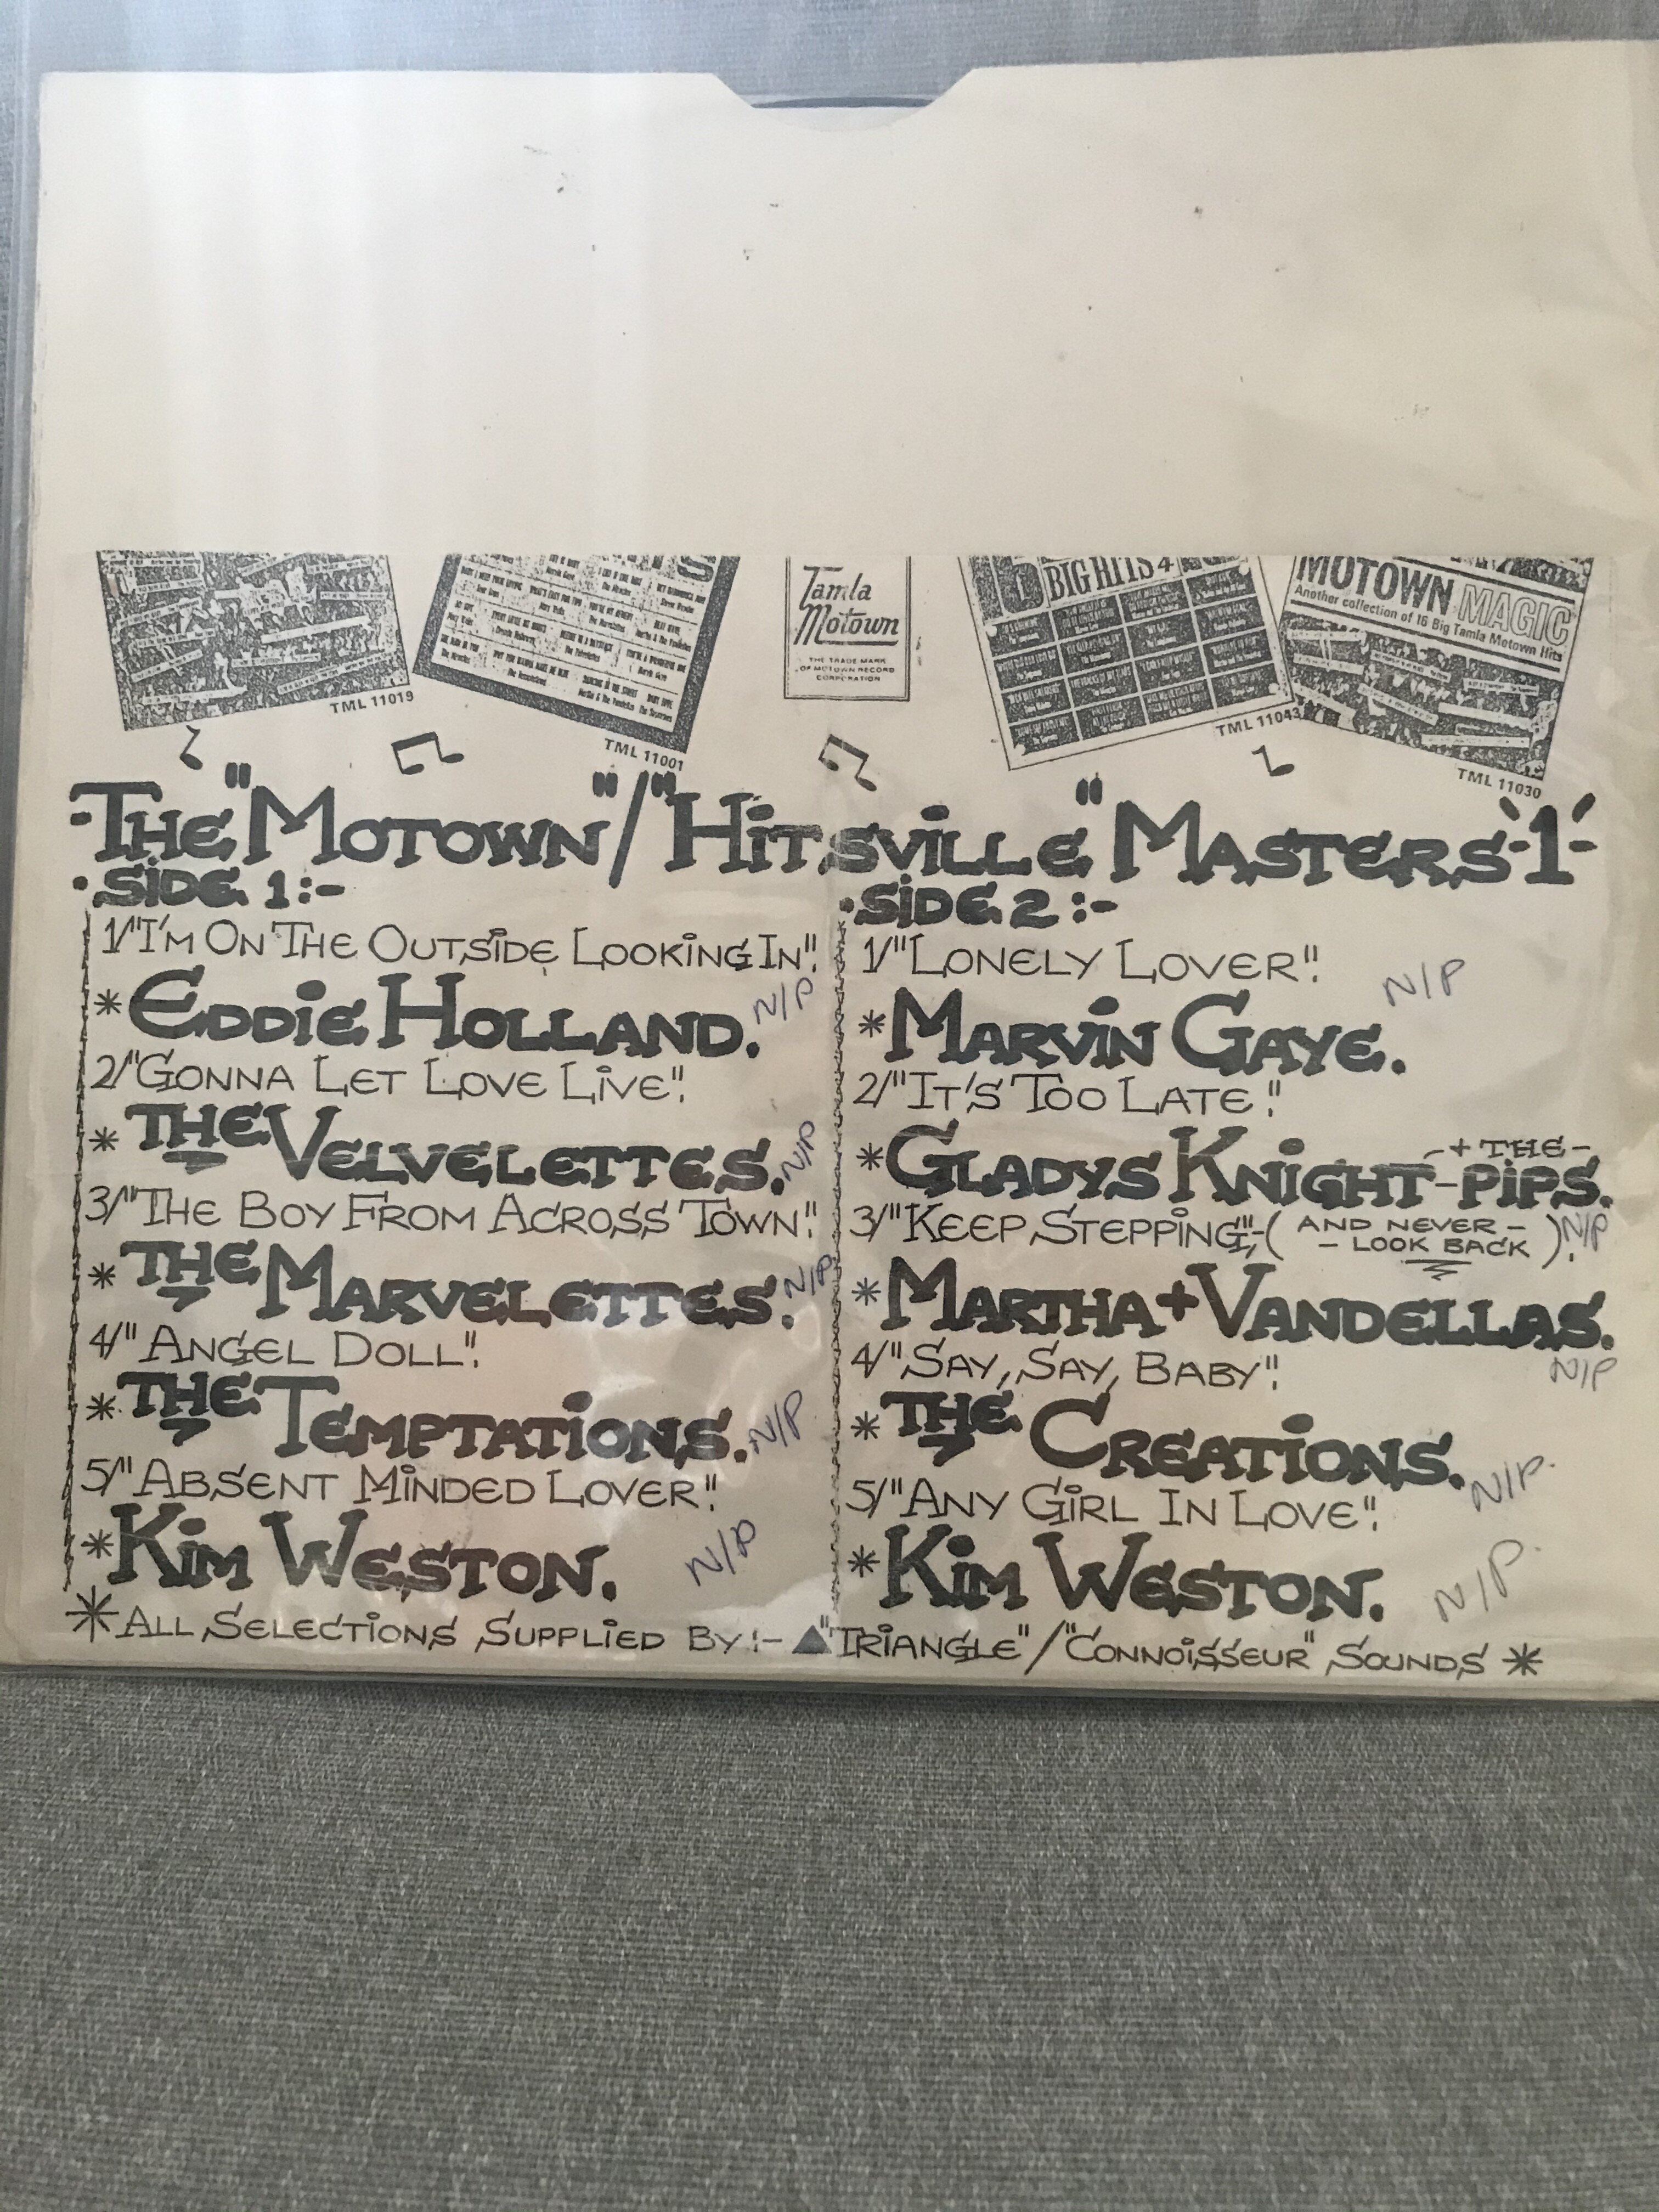 TML 11019
TML 11001
Tamla
Motown
THE TRADE MARK
OF MOTOWN RECORD
CORPORATION
BIG HITS 4
TML 11043
MOTOWN MAGIC
Another collection of 16 Big Tamla Motown Hits
TML 11030
-THE "MOTOWN"/"HITSVILLE" MASTERS -'1'-
·SIDE 1:-
1/"I'M ON THE OUTSIDE LOOKING IN".
*EDDIE HOLLAND. N/P
2/"GONNA LET LOVE LIVE".
*THE VELVELETTES. N/P
3/"THE BOY FROM ACROSS TOWN".
*THE MARVELETTES. N/P
4/"ANGEL DOLL".
*THE TEMPTATIONS. N/P
5/"ABSENT MINDED LOVER".
*KIM WESTON. N/P
·SIDE 2:-
1/"LONELY LOVER".
*MARVIN GAYE. N/P
2/"IT'S TOO LATE".
*GLADYS KNIGHT -+ THE- PIPS.
3/"KEEP STEPPING",-( AND NEVER - - LOOK BACK ). N/P
*MARTHA + VANDELLAS.
4/"SAY, SAY, BABY". N/P
*THE CREATIONS. N/P.
5/"ANY GIRL IN LOVE".
*KIM WESTON. N/P.
*ALL SELECTIONS SUPPLIED BY:- ▲"TRIANGLE"/"CONNOISSEUR" SOUNDS *